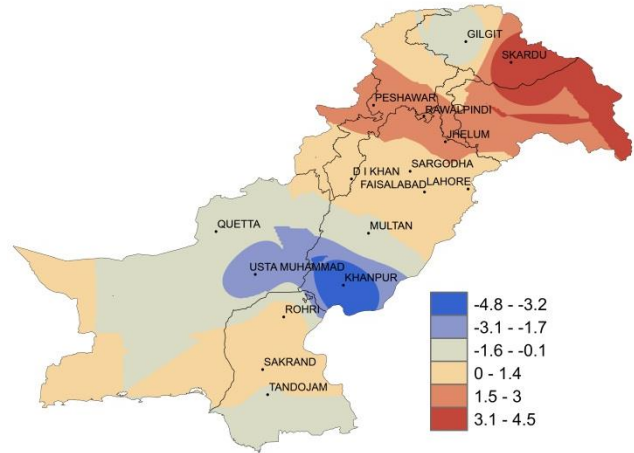 GILGIT
SKARDU
PESHAWAR
RAWALPINDI
JHELUM
SARGODHA
D I KHAN
FAISALABAD
LAHORE
QUETTA
MULTAN
USTA MUHAMMAD
KHANPUR
ROHRI
SAKRAND
TANDOJAM
-4.8 - -3.2
-3.1 - -1.7
-1.6 - -0.1
0 - 1.4
1.5 - 3
3.1 - 4.5